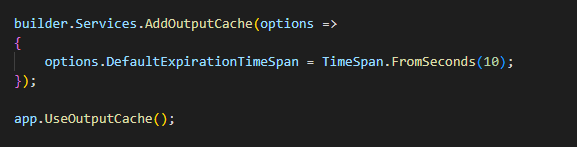 builder.Services.AddOutputCache(options =>
{
    options.DefaultExpirationTimeSpan = TimeSpan.FromSeconds(10);
});
app.UseOutputCache();